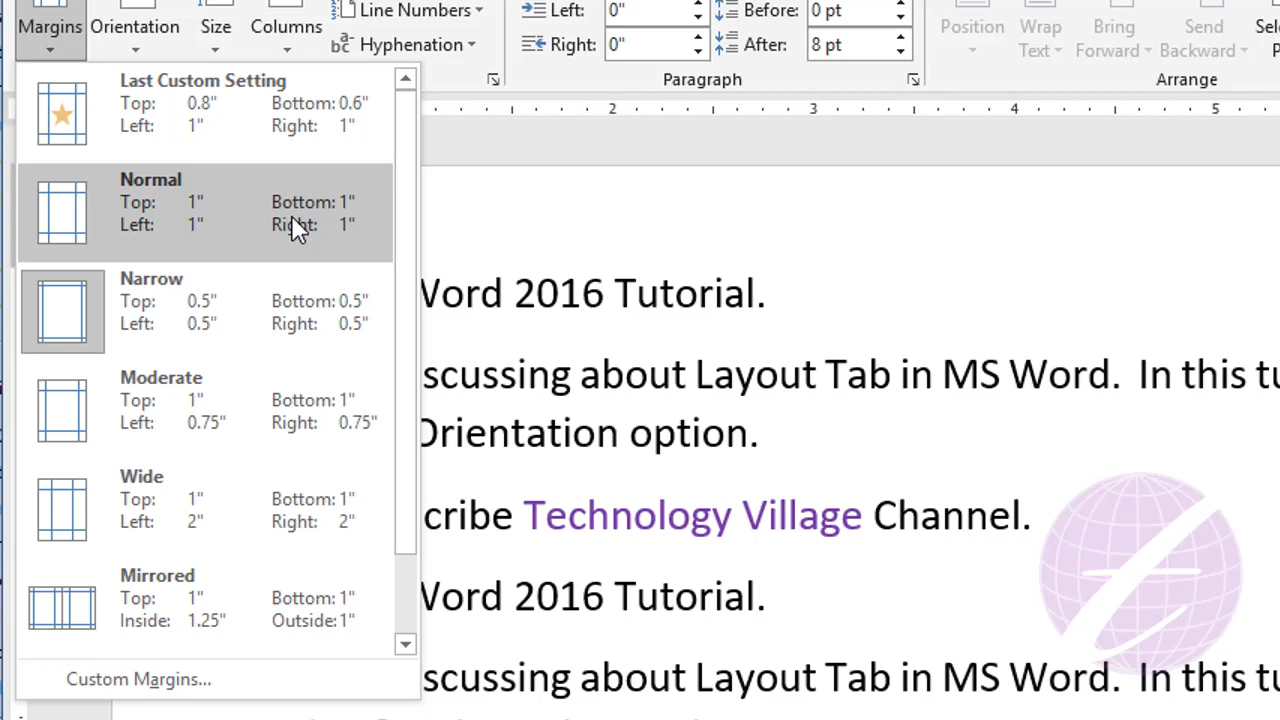 Margins
Orientation
Size
Columns
Line Numbers
Hyphenation
Left: 0"
Right: 0"
Before: 0 pt
After: 8 pt
Position
Wrap
Text
Bring
Forward
Send
Backward
Paragraph
Arrange
2 3 4 5
Last Custom Setting
Top: 0.8" Bottom: 0.6"
Left: 1" Right: 1"
Normal
Top: 1" Bottom: 1"
Left: 1" Right: 1"
Narrow
Top: 0.5" Bottom: 0.5"
Left: 0.5" Right: 0.5"
Moderate
Top: 1" Bottom: 1"
Left: 0.75" Right: 0.75"
Wide
Top: 1" Bottom: 1"
Left: 2" Right: 2"
Mirrored
Top: 1" Bottom: 1"
Inside: 1.25" Outside: 1"
Custom Margins...
Word 2016 Tutorial.
scussing about Layout Tab in MS Word. In this tu
Orientation option.
cribe Technology Village Channel.
Word 2016 Tutorial.
scussing about Layout Tab in MS Word. In this tu